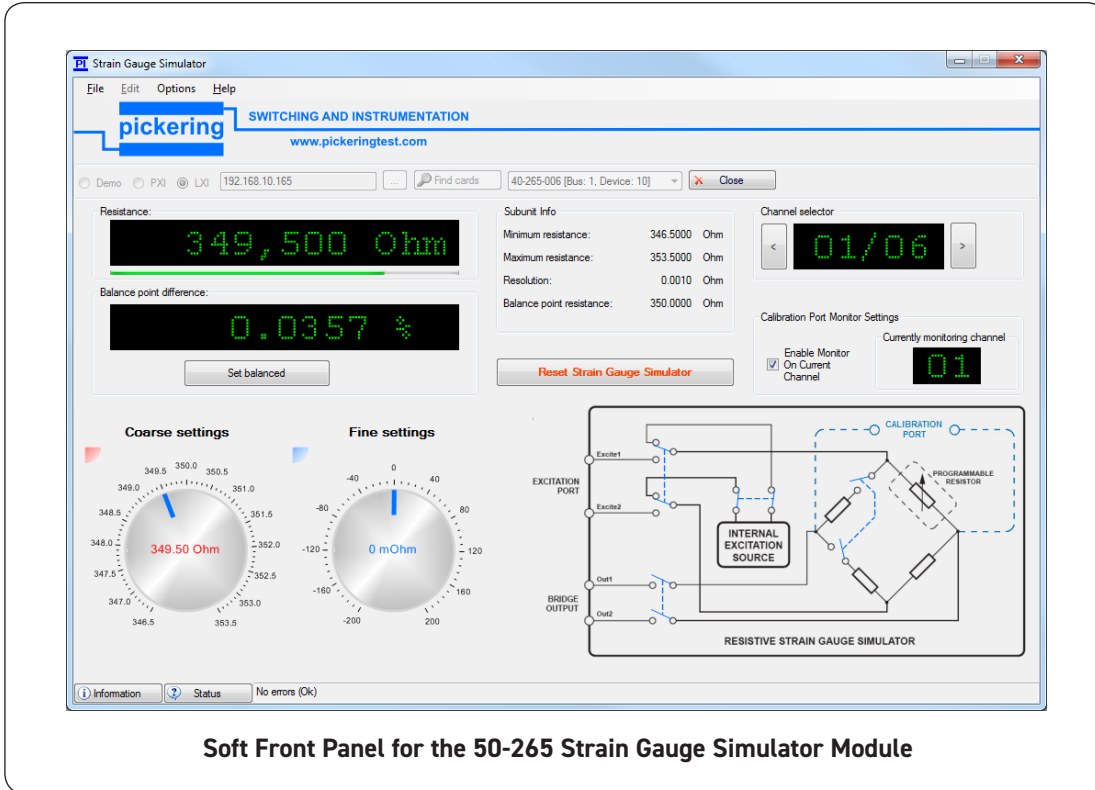 PI Strain Gauge Simulator
File Edit Options Help
pickering
SWITCHING AND INSTRUMENTATION
www.pickeringtest.com
Demo PXI LXI 192.168.10.165 ... Find cards 40-265-006 [Bus: 1, Device: 10] Close
Resistance:
349,500 Ohm
Balance point difference:
0.0357 %
Set balanced
Subunit Info
Minimum resistance: 346.5000 Ohm
Maximum resistance: 353.5000 Ohm
Resolution: 0.0010 Ohm
Balance point resistance: 350.0000 Ohm
Reset Strain Gauge Simulator
Channel selector
< 01/06 >
Calibration Port Monitor Settings
Enable Monitor
On Current
Channel
Currently monitoring channel
01
Coarse settings
346.5
347.0
347.5
348.0
348.5
349.0
349.5
350.0
350.5
351.0
351.5
352.0
352.5
353.0
353.5
349.50 Ohm
Fine settings
-200
-160
-120
-80
-40
0
40
80
120
160
200
0 mOhm
EXCITATION
PORT
Excite1
Excite2
INTERNAL
EXCITATION
SOURCE
CALIBRATION
PORT
PROGRAMMABLE
RESISTOR
BRIDGE
OUTPUT
Out1
Out2
RESISTIVE STRAIN GAUGE SIMULATOR
Information
Status
No errors (Ok)
Soft Front Panel for the 50-265 Strain Gauge Simulator Module